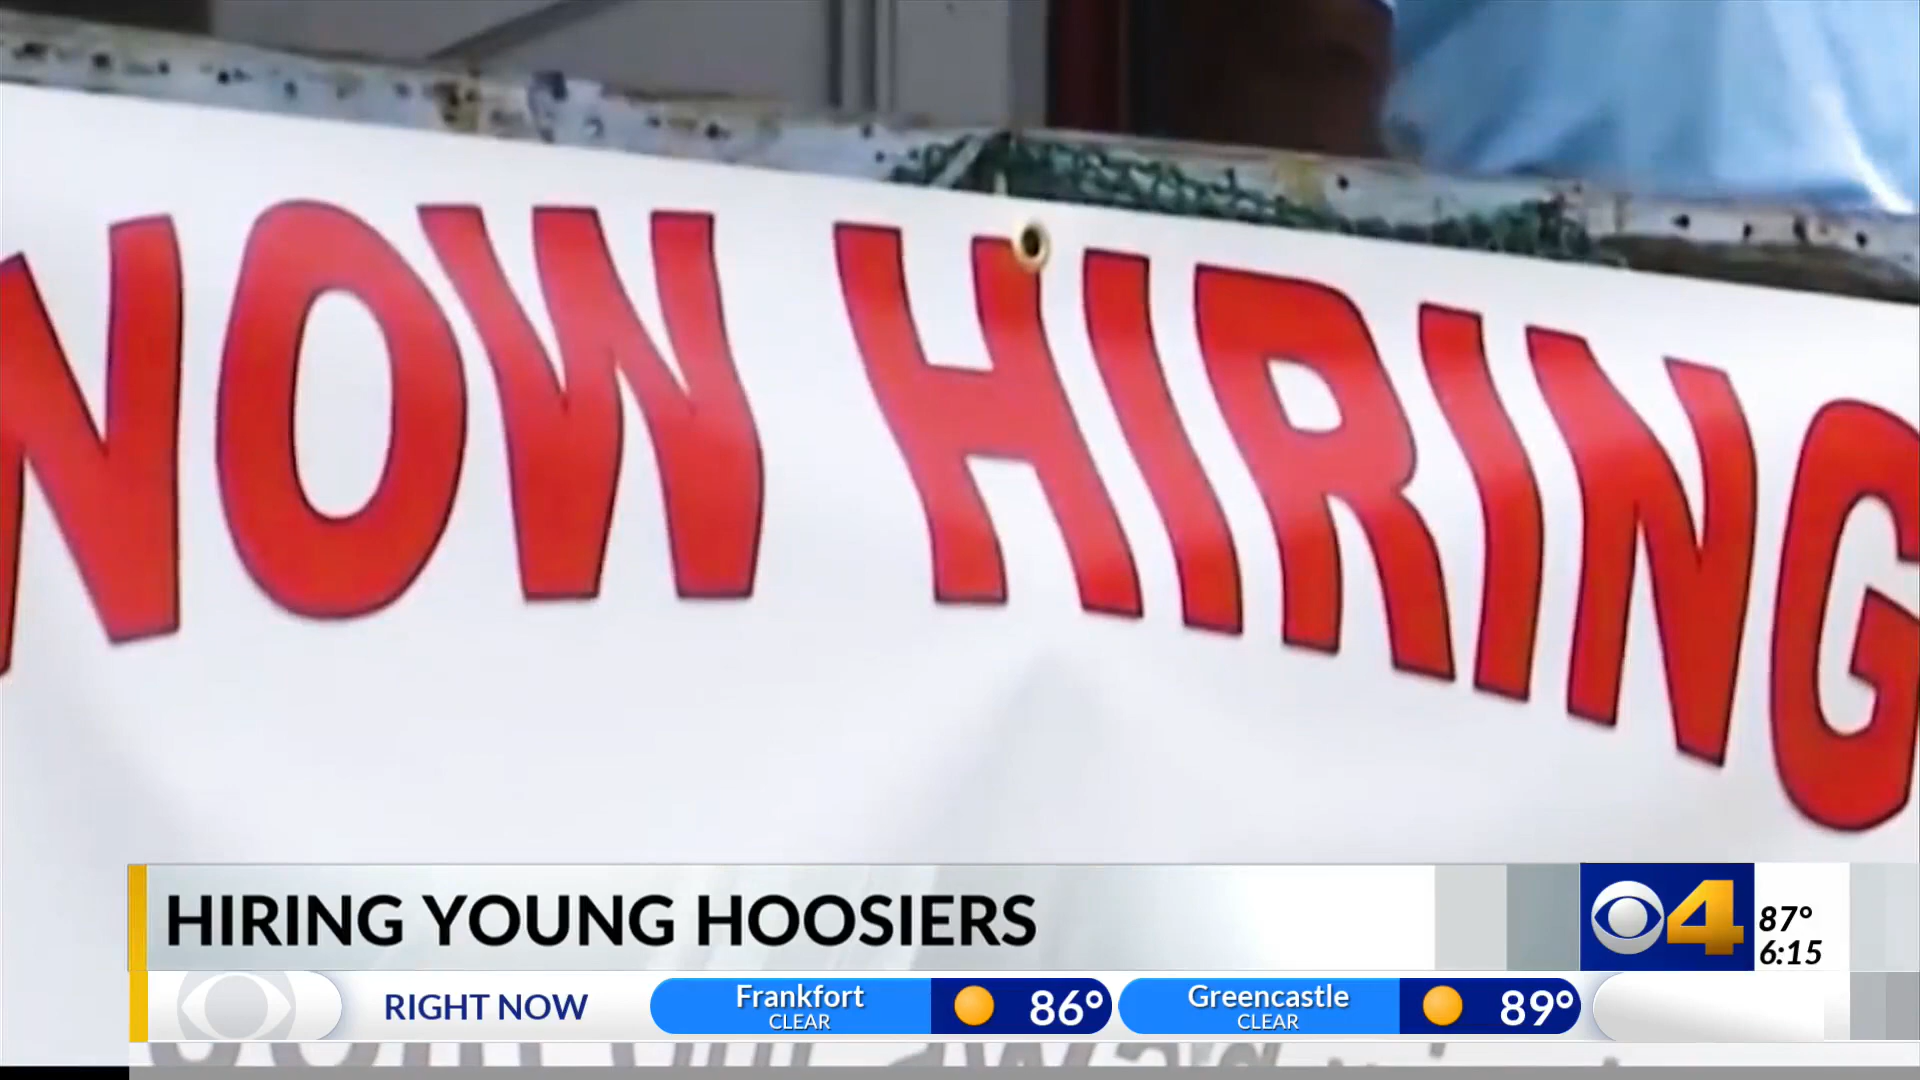 NOW HIRING
HIRING YOUNG HOOSIERS
4
87°
6:15
RIGHT NOW
Frankfort
CLEAR
86°
Greencastle
CLEAR
89°